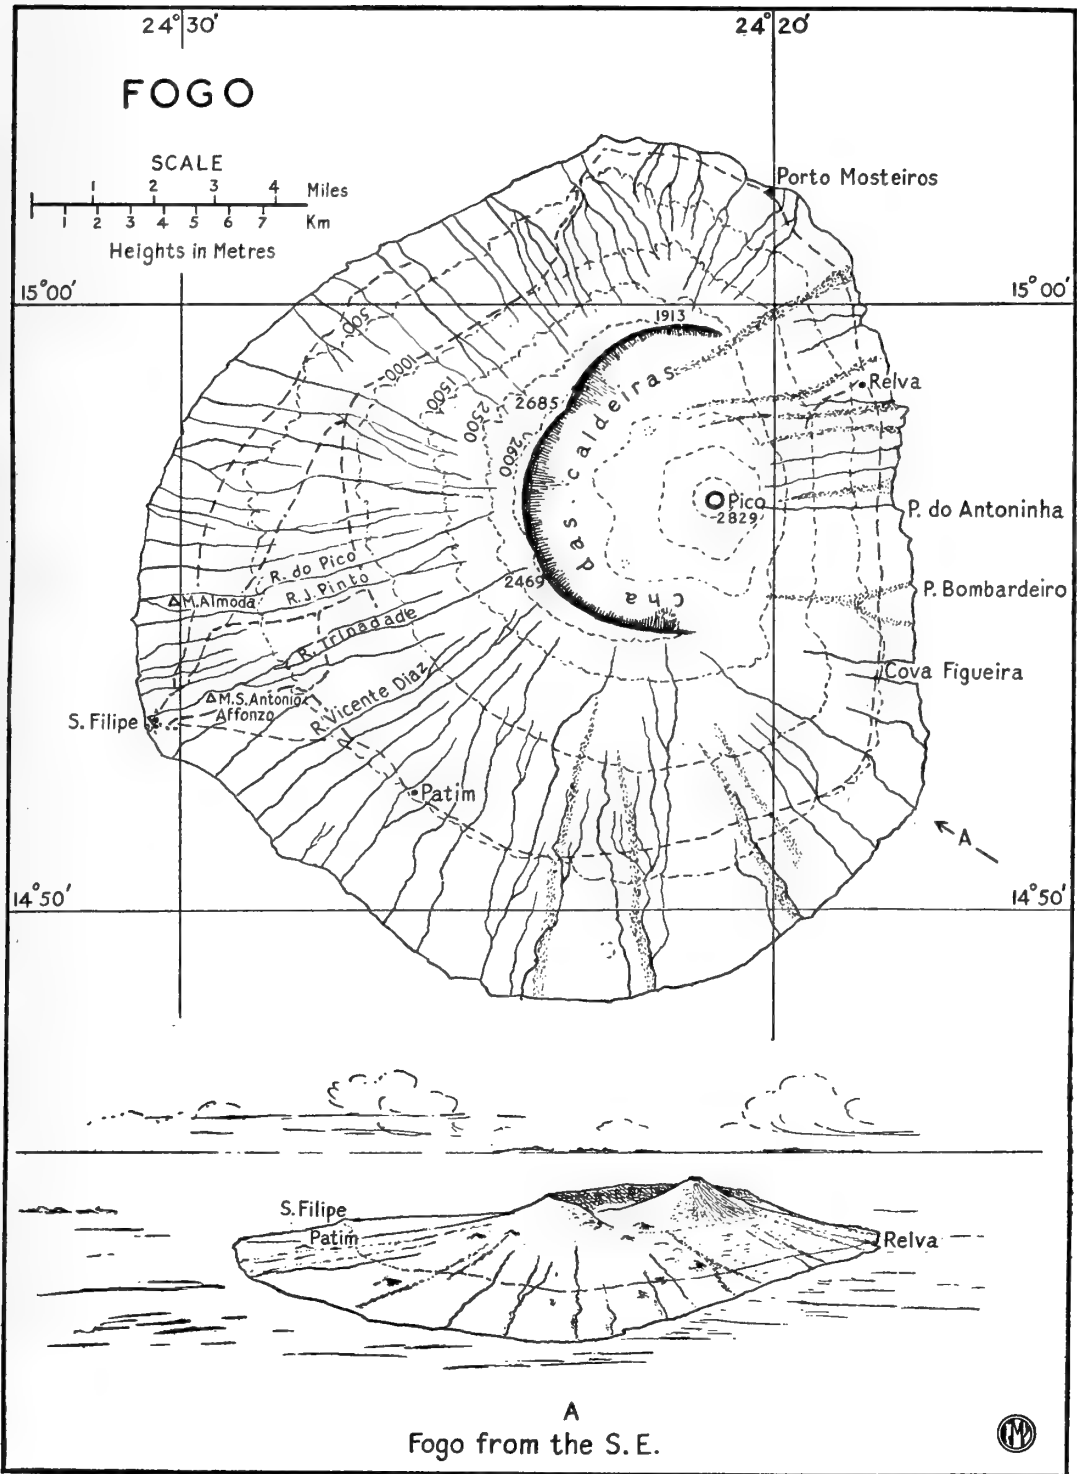 24°30' 24°20'
FOGO
SCALE
1 2 3 4 Miles
1 2 3 4 5 6 7 Km
Heights in Metres
Porto Mosteiros
15°00' 15°00'
1913
500
1000
1500
2500
2600
2685
Relva
Cha das caldeiras
Pico
2829
P. do Antoninha
2469
R. do Pico
R. J. Pinto
M. Almoda
P. Bombardeiro
R. Trinadade
Cova Figueira
M.S. Antonio
Affonzo
S. Filipe
R. Vicente Diaz
Patim
A
14°50' 14°50'
S. Filipe
Patim
Relva
A
Fogo from the S.E.